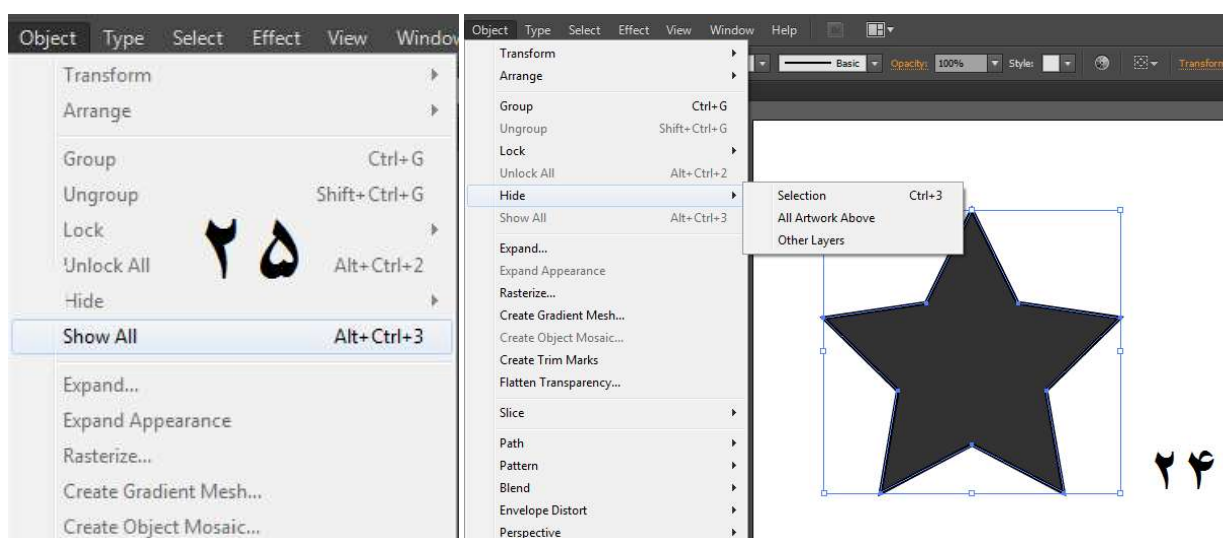 Object Type Select Effect View Window
Transform
Arrange
Group Ctrl+G
Ungroup Shift+Ctrl+G
Lock
Unlock All Alt+Ctrl+2
Hide
Show All Alt+Ctrl+3
Expand...
Expand Appearance
Rasterize...
Create Gradient Mesh...
Create Object Mosaic...
۲۵
Object Type Select Effect View Window Help
Basic Opacity: 100% Style: Transform
Transform
Arrange
Group Ctrl+G
Ungroup Shift+Ctrl+G
Lock
Unlock All Alt+Ctrl+2
Hide
Show All Alt+Ctrl+3
Expand...
Expand Appearance
Rasterize...
Create Gradient Mesh...
Create Object Mosaic...
Create Trim Marks
Flatten Transparency...
Slice
Path
Pattern
Blend
Envelope Distort
Perspective
Selection Ctrl+3
All Artwork Above
Other Layers
۲۴